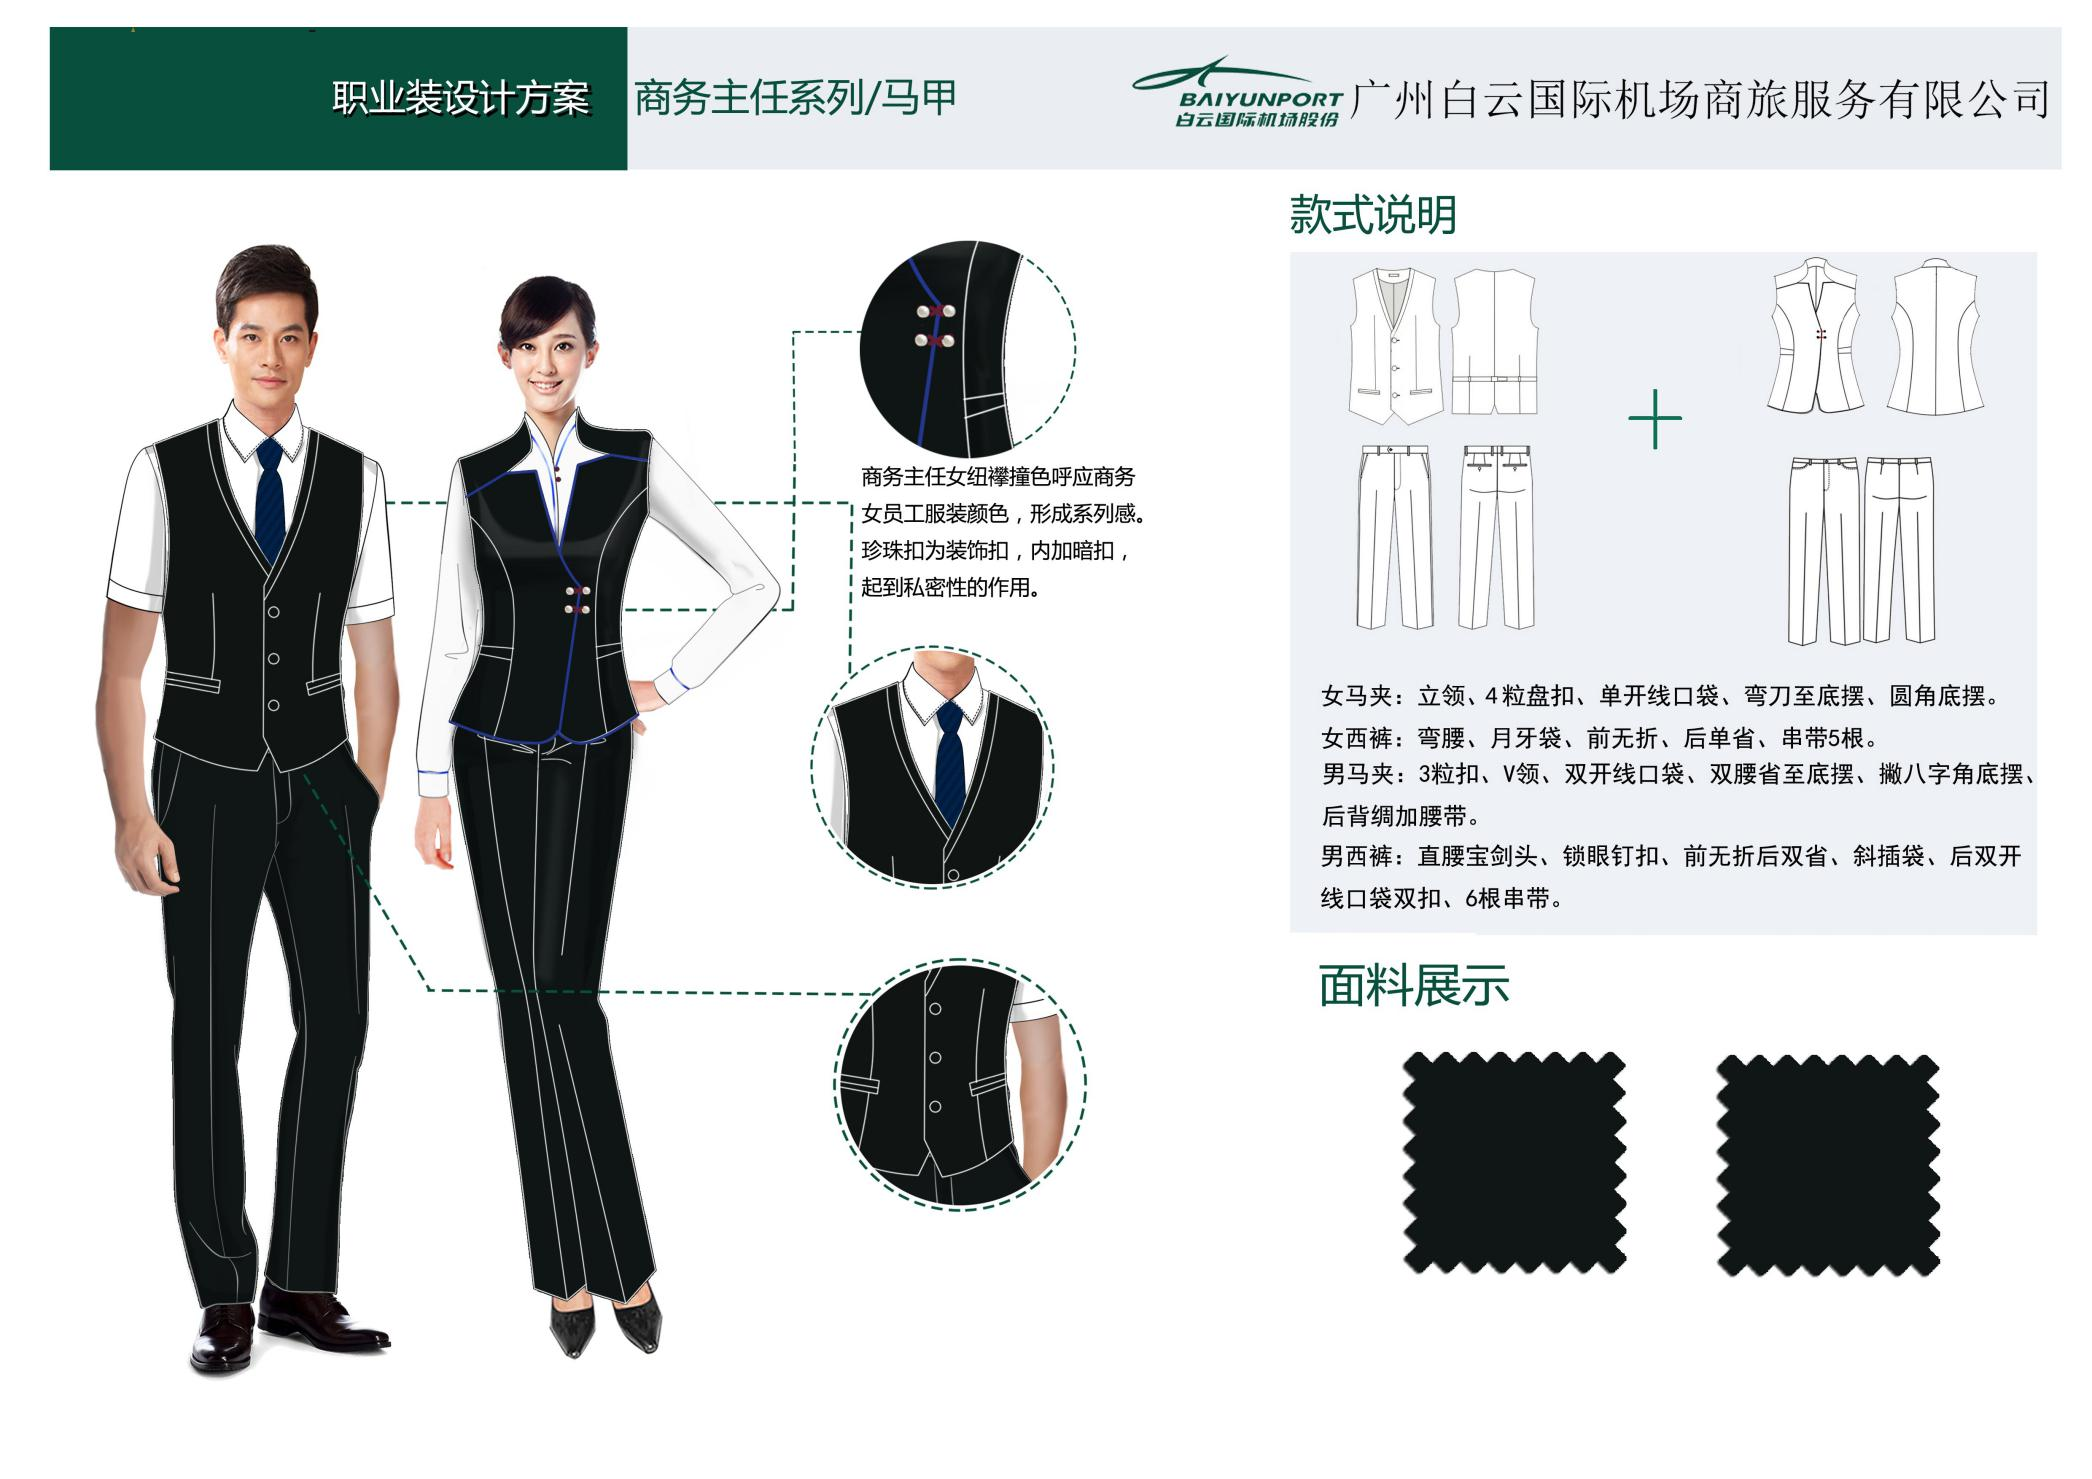 职业装设计方案
商务主任系列/马甲
BAIYUNPORT
白云国际机场股份
广州白云国际机场商旅服务有限公司
商务主任女纽襻撞色呼应商务
女员工服装颜色，形成系列感。
珍珠扣为装饰扣，内加暗扣，
起到私密性的作用。
款式说明
女马夹：立领、4粒盘扣、单开线口袋、弯刀至底摆、圆角底摆。
女西裤：弯腰、月牙袋、前无折、后单省、串带5根。
男马夹：3粒扣、V领、双开线口袋、双腰省至底摆、撇八字角底摆、
后背绸加腰带。
男西裤：直腰宝剑头、锁眼钉扣、前无折后双省、斜插袋、后双开
线口袋双扣、6根串带。
面料展示